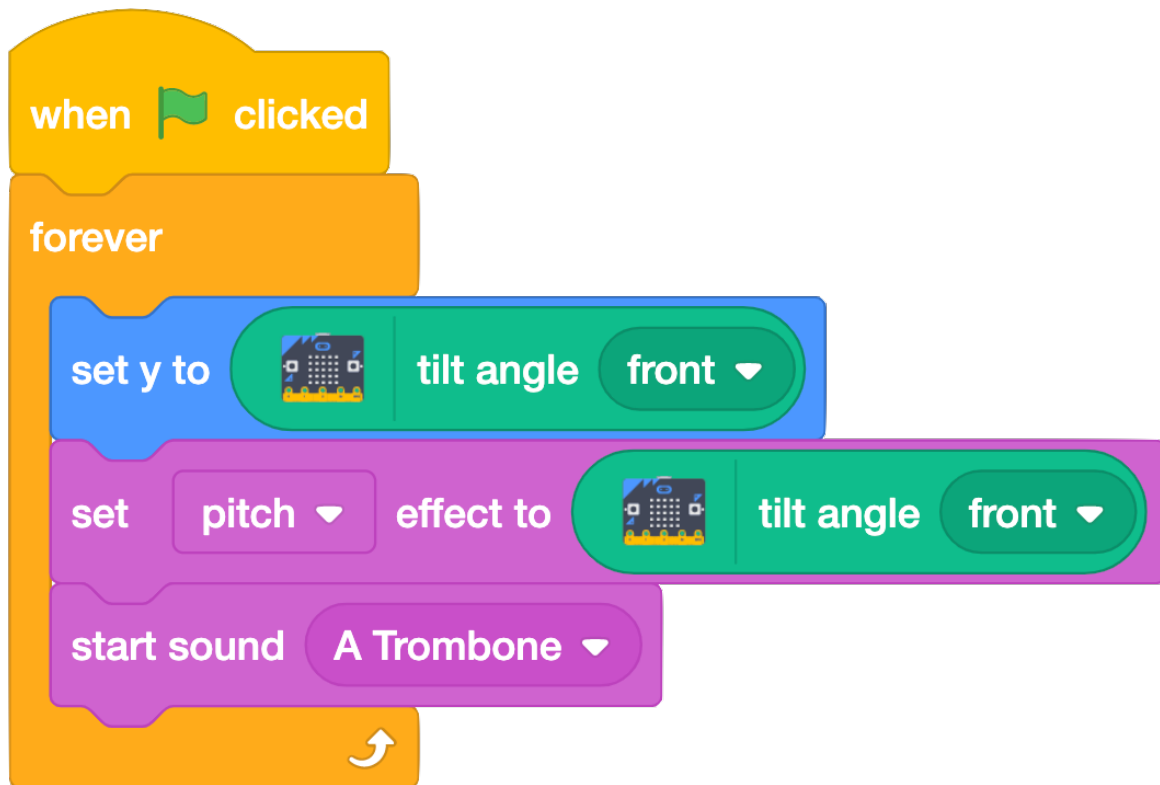 when clicked
forever
set y to tilt angle front
set pitch effect to tilt angle front
start sound A Trombone